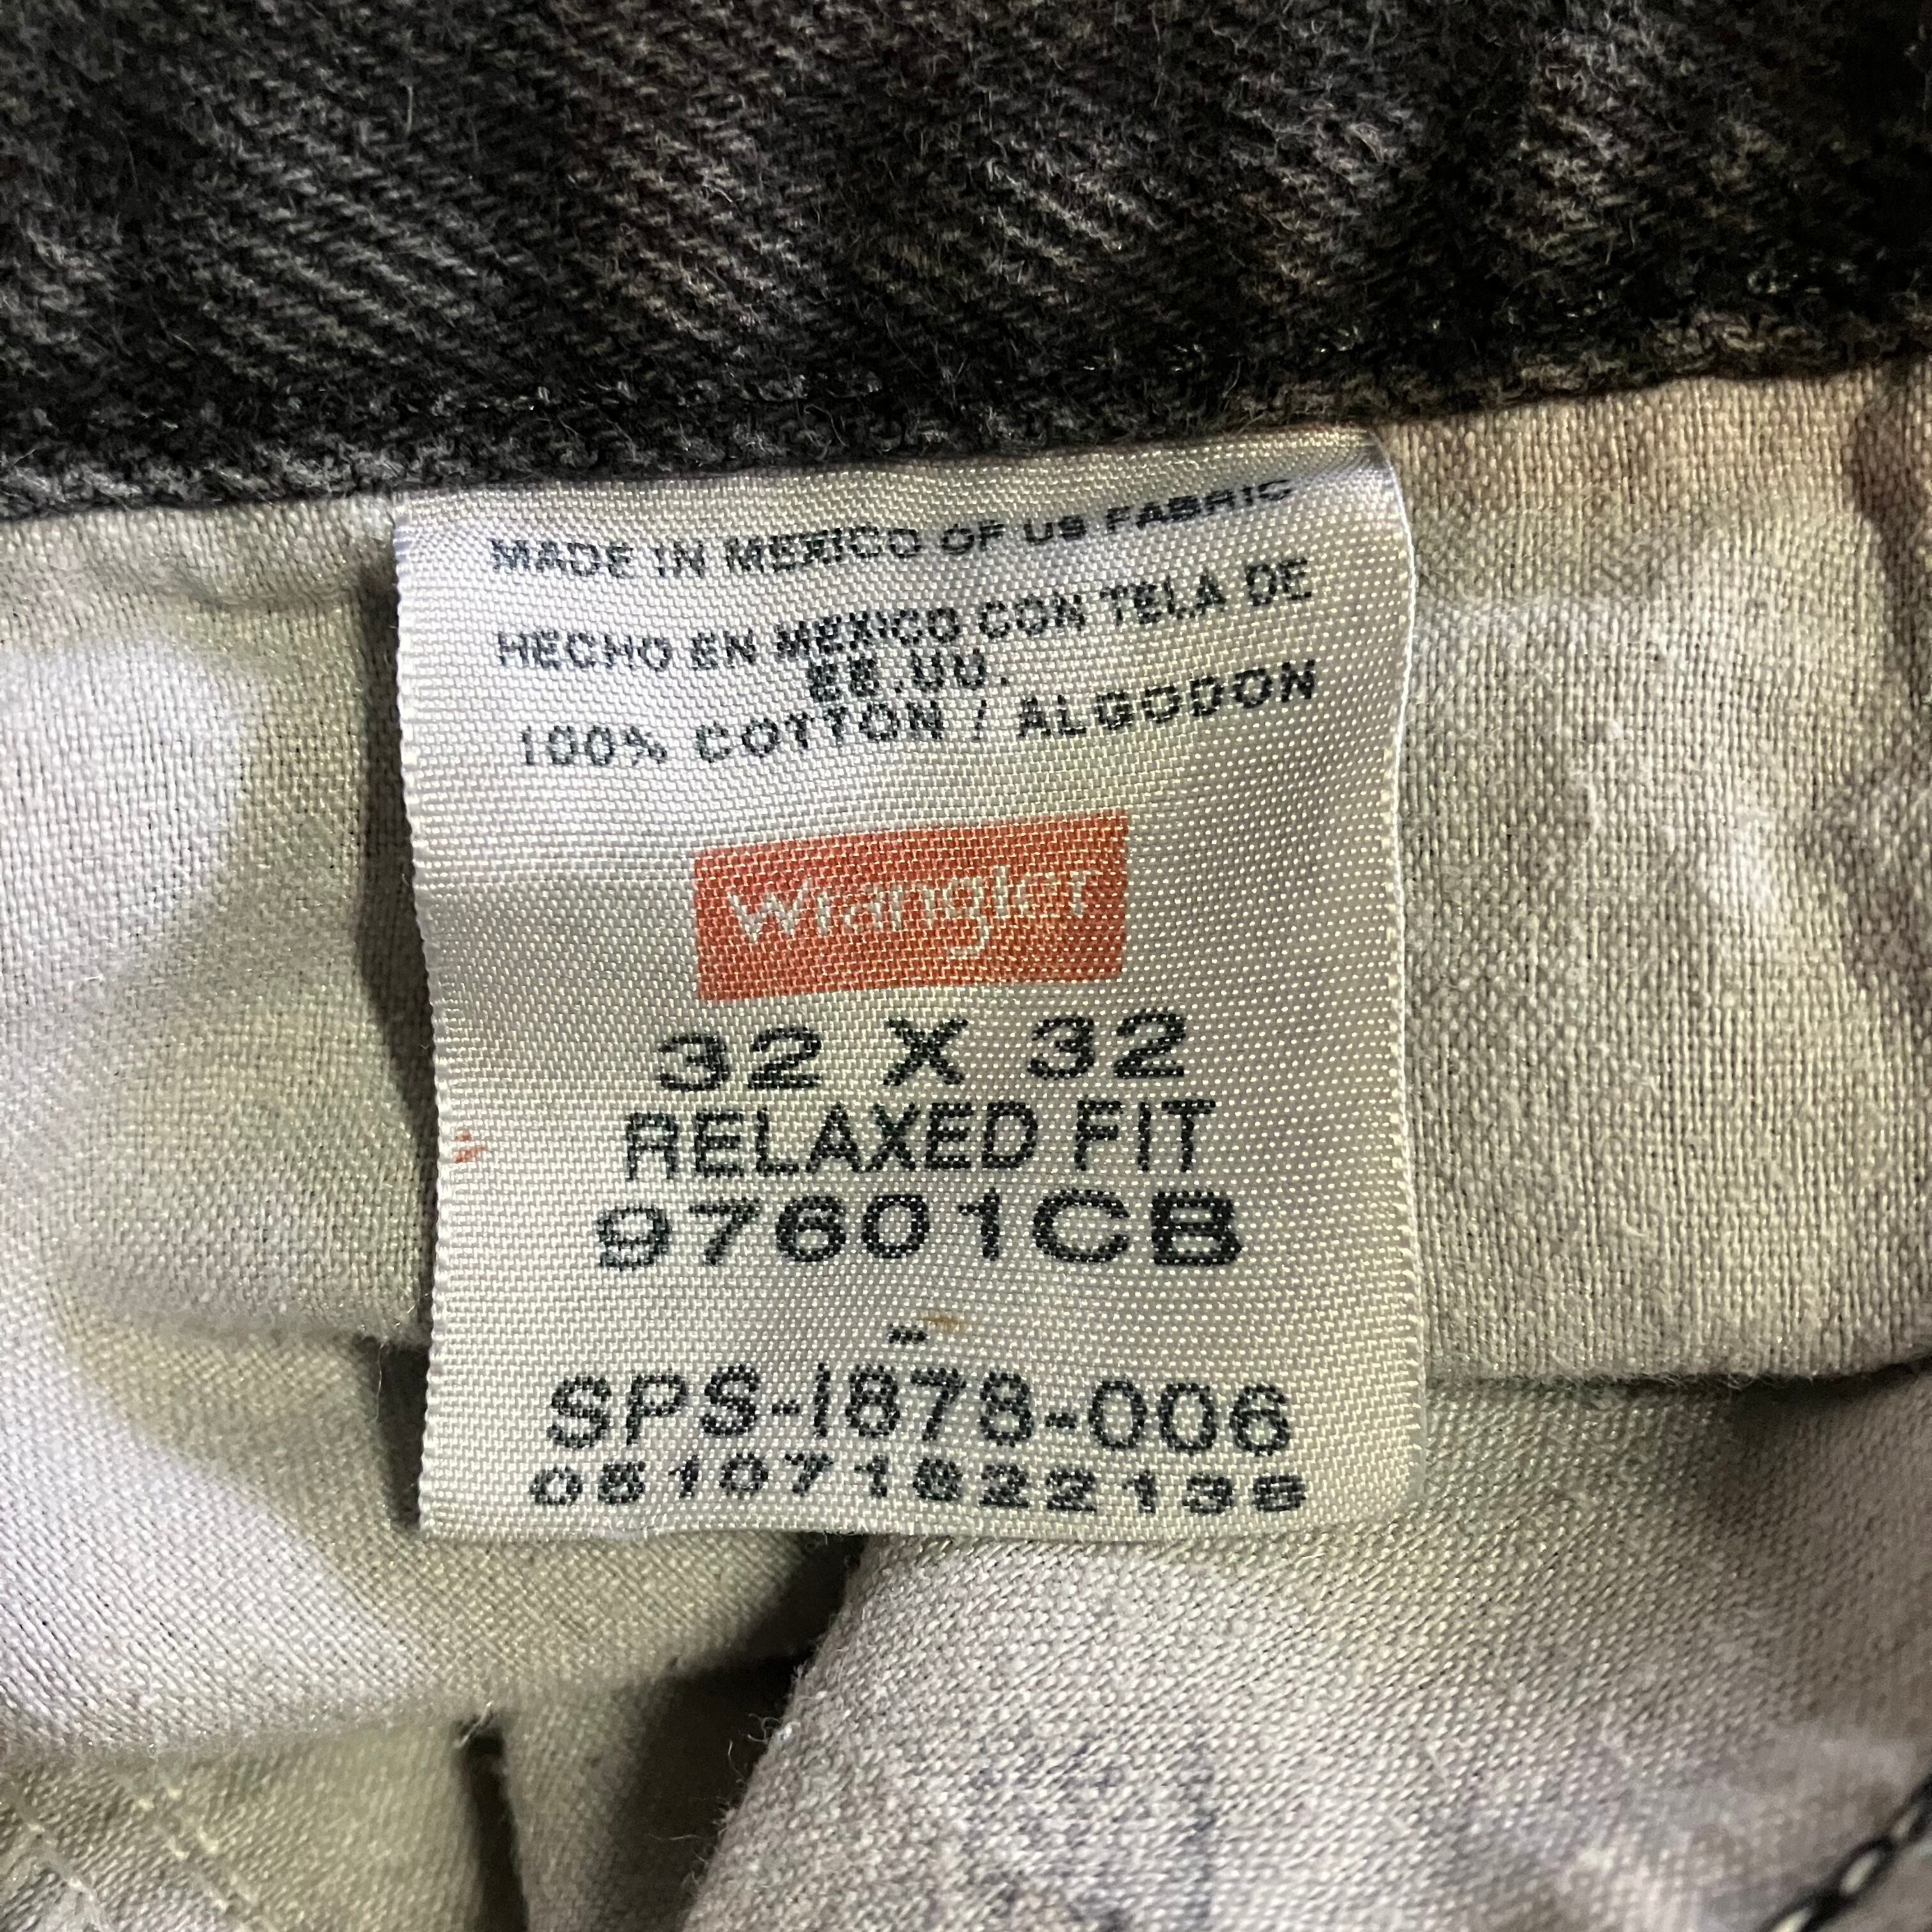 MADE IN MEXICO OF US FABRIC
HECHO EN MEXICO CON TELA DE
EE.UU.
100% COTTON / ALGODON
Wrangler
32 X 32
RELAXED FIT
97601CB
-
SPS-1878-006